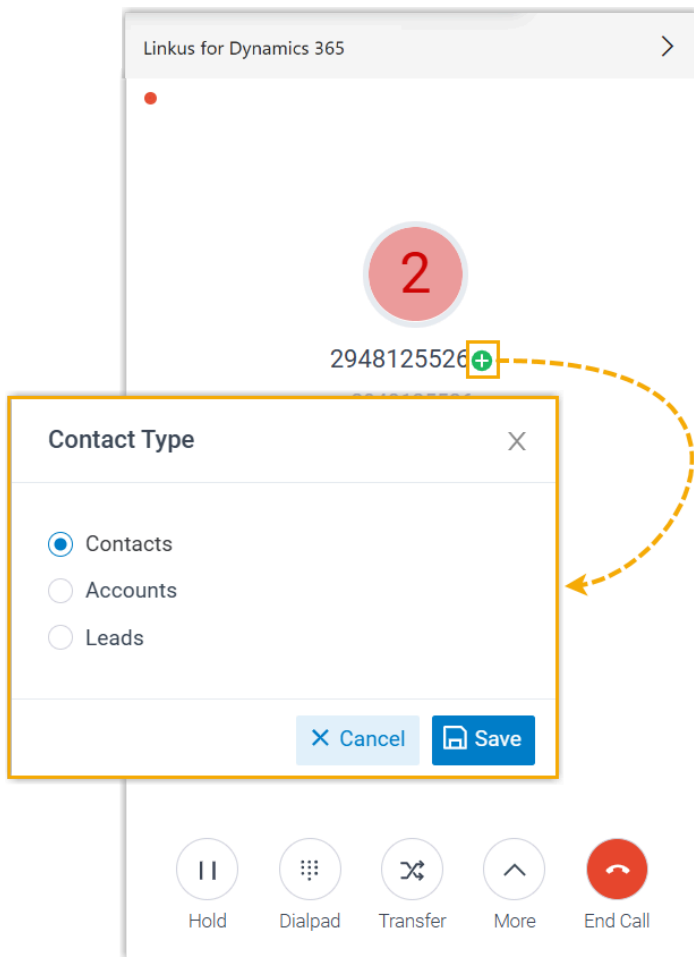 Linkus for Dynamics 365
2
2948125526
Contact Type
Contacts
Accounts
Leads
Cancel
Save
Hold
Dialpad
Transfer
More
End Call